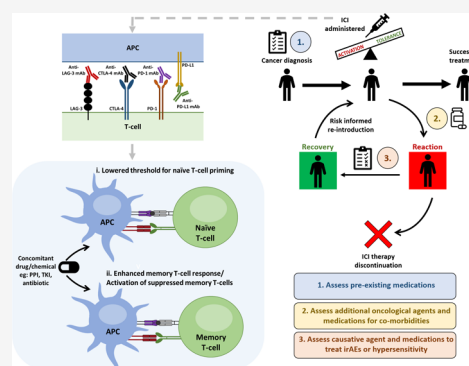 APC
Anti-
LAG-3 mAb
Anti-
CTLA-4 mAb
Anti-
PD-1 mAb
PD-L1
Anti-
PD-L1 mAb
LAG-3
CTLA-4
PD-1
T-cell
i. Lowered threshold for naïve T-cell priming
APC
Naïve
T-cell
Concomitant
drug/chemical
eg: PPI, TKI,
antibiotic
ii. Enhanced memory T-cell response/
Activation of suppressed memory T-cells
APC
Memory
T-cell
ICI
administered
ACTIVATION
TOLERANCE
1.
Cancer diagnosis
Success
treatm
Risk informed
re-introduction
2.
Recovery
3.
Reaction
ICI therapy
discontinuation
1. Assess pre-existing medications
2. Assess additional oncological agents and
medications for co-morbidities
3. Assess causative agent and medications to
treat irAEs or hypersensitivity